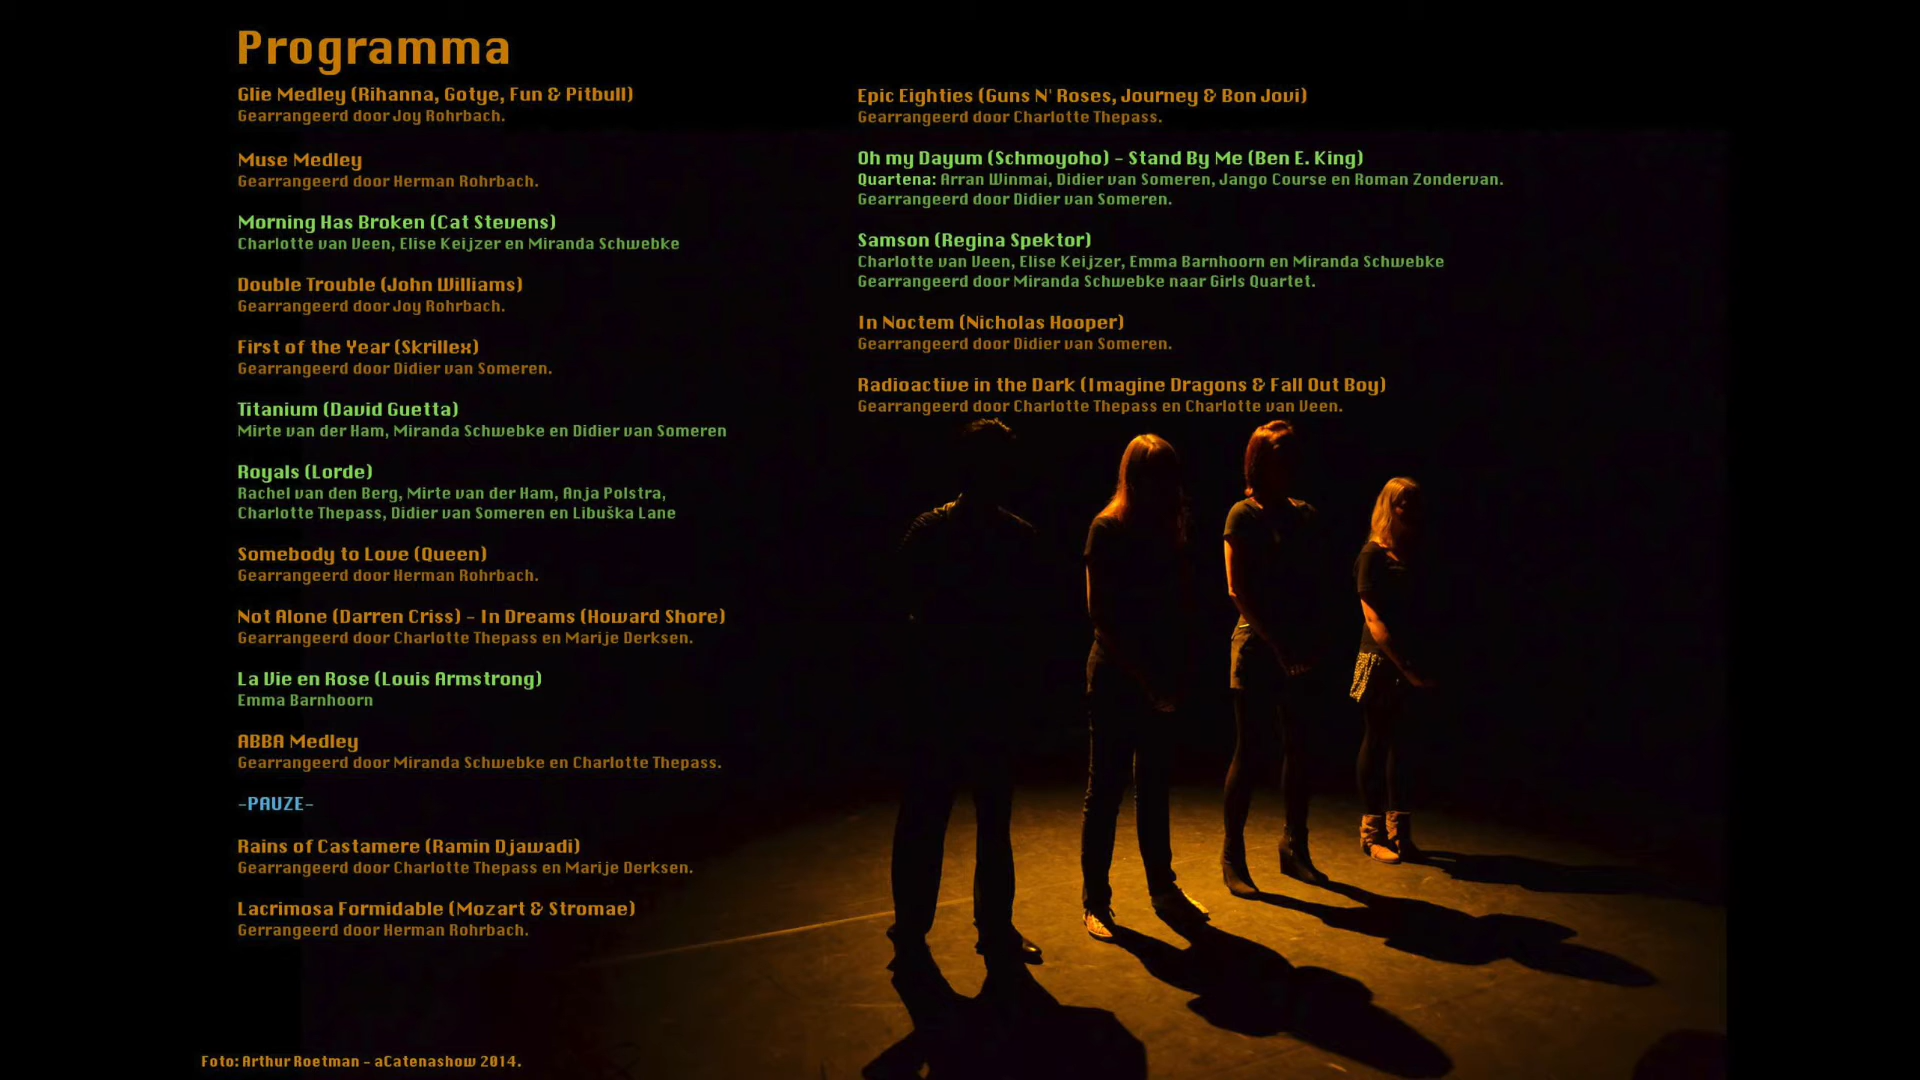 Programma
Glie Medley (Rihanna, Gotye, Fun & Pitbull)
Gearrangeerd door Joy Rohrbach.
Muse Medley
Gearrangeerd door Herman Rohrbach.
Morning Has Broken (Cat Stevens)
Charlotte van Veen, Elise Keijzer en Miranda Schwebke
Double Trouble (John Williams)
Gearrangeerd door Joy Rohrbach.
First of the Year (Skrillex)
Gearrangeerd door Didier van Someren.
Titanium (David Guetta)
Mirte van der Ham, Miranda Schwebke en Didier van Someren
Royals (Lorde)
Rachel van den Berg, Mirte van der Ham, Anja Polstra,
Charlotte Thepass, Didier van Someren en Libuška Lane
Somebody to Love (Queen)
Gearrangeerd door Herman Rohrbach.
Not Alone (Darren Criss) - In Dreams (Howard Shore)
Gearrangeerd door Charlotte Thepass en Marije Derksen.
La Vie en Rose (Louis Armstrong)
Emma Barnhoorn
ABBA Medley
Gearrangeerd door Miranda Schwebke en Charlotte Thepass.
-PAUZE-
Rains of Castamere (Ramin Djawadi)
Gearrangeerd door Charlotte Thepass en Marije Derksen.
Lacrimosa Formidable (Mozart & Stromae)
Gerrangeerd door Herman Rohrbach.
Epic Eighties (Guns N' Roses, Journey & Bon Jovi)
Gearrangeerd door Charlotte Thepass.
Oh my Dayum (Schmoyoho) - Stand By Me (Ben E. King)
Quartena: Arran Winmai, Didier van Someren, Jango Course en Roman Zondervan.
Gearrangeerd door Didier van Someren.
Samson (Regina Spektor)
Charlotte van Veen, Elise Keijzer, Emma Barnhoorn en Miranda Schwebke
Gearrangeerd door Miranda Schwebke naar Girls Quartet.
In Noctem (Nicholas Hooper)
Gearrangeerd door Didier van Someren.
Radioactive in the Dark (Imagine Dragons & Fall Out Boy)
Gearrangeerd door Charlotte Thepass en Charlotte van Veen.
Foto: Arthur Roetman - aCatenashow 2014.